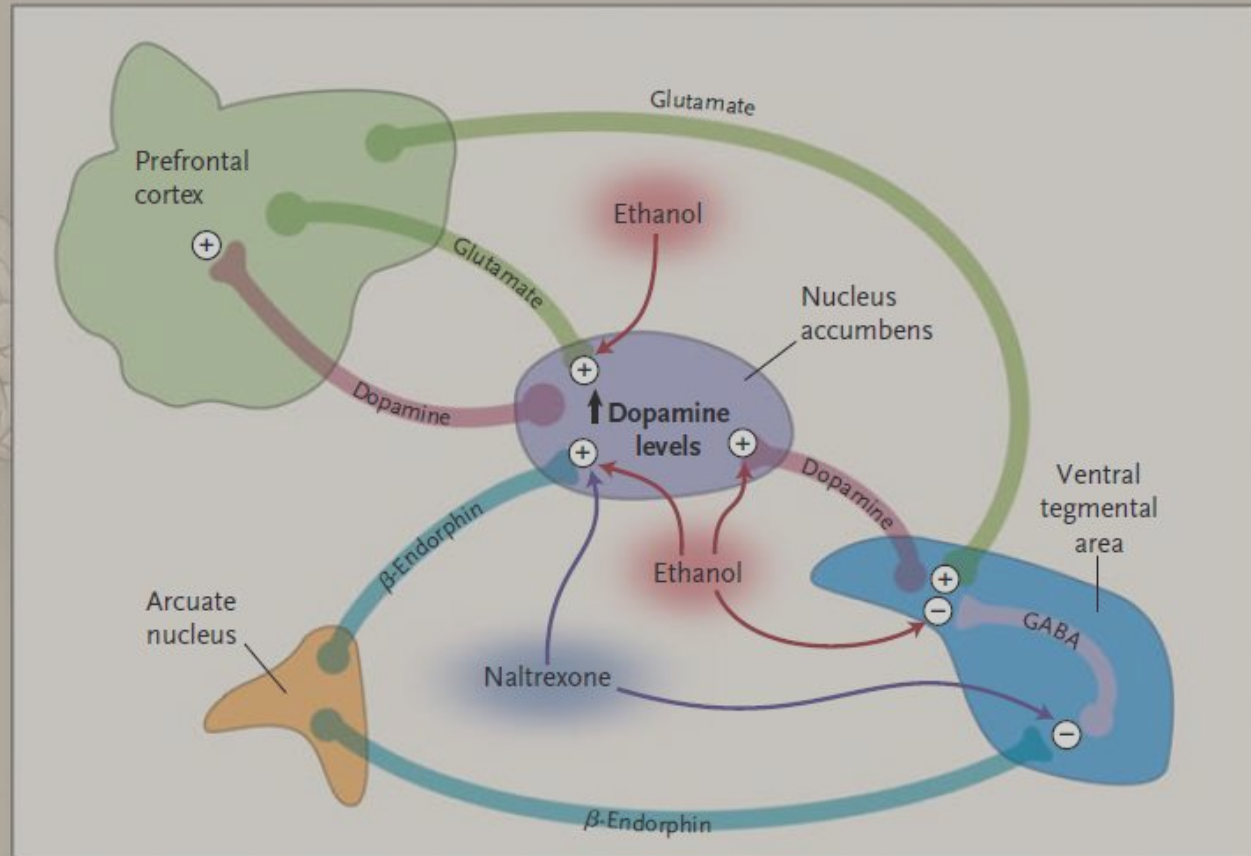 Glutamate
Prefrontal
cortex
+
Ethanol
Glutamate
Nucleus
accumbens
+
Dopamine
Dopamine
levels
+
+
Dopamine
Ventral
tegmental
area
β-Endorphin
Ethanol
+
−
GABA
Arcuate
nucleus
Naltrexone
−
β-Endorphin